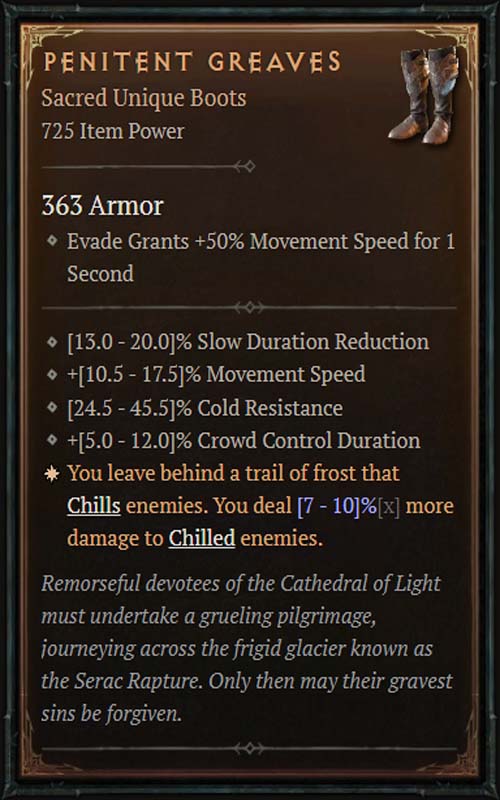 PENITENT GREAVES
Sacred Unique Boots
725 Item Power
363 Armor
Evade Grants +50% Movement Speed for 1
Second
[13.0 - 20.0]% Slow Duration Reduction
+[10.5 - 17.5]% Movement Speed
[24.5 - 45.5]% Cold Resistance
+[5.0 - 12.0]% Crowd Control Duration
You leave behind a trail of frost that
Chills enemies. You deal [7 - 10]%[x] more
damage to Chilled enemies.
Remorseful devotees of the Cathedral of Light
must undertake a grueling pilgrimage,
journeying across the frigid glacier known as
the Serac Rapture. Only then may their gravest
sins be forgiven.